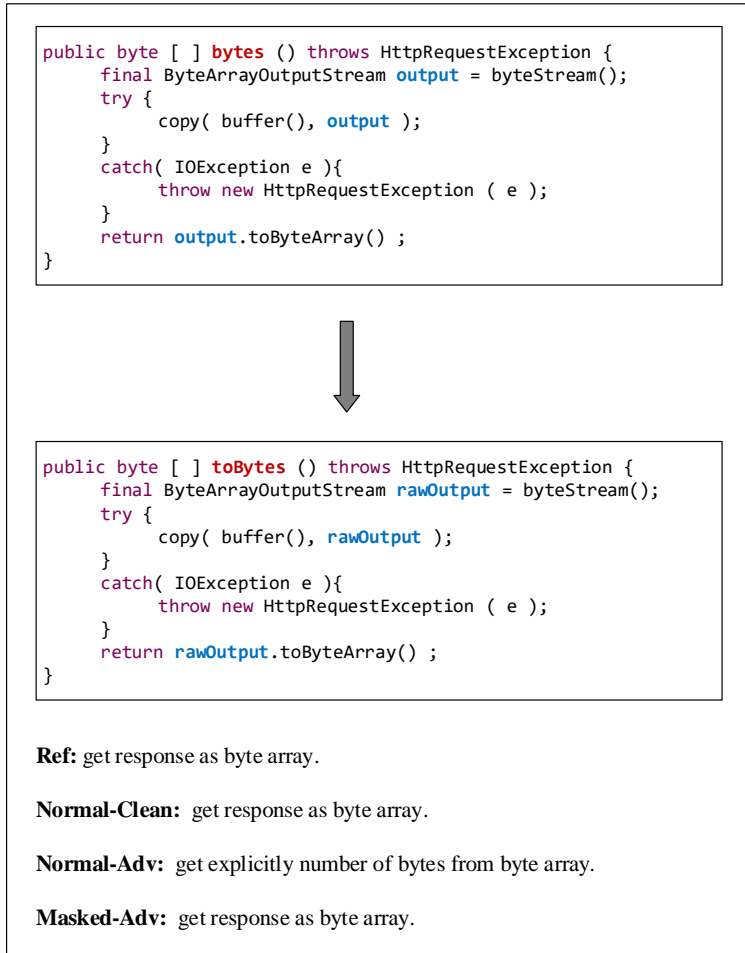 public byte [ ] bytes () throws HttpRequestException {
final ByteArrayOutputStream output = byteStream();
try {
copy( buffer(), output );
}
catch( IOException e ){
throw new HttpRequestException ( e );
}
return output.toByteArray() ;
}
public byte [ ] toBytes () throws HttpRequestException {
final ByteArrayOutputStream rawOutput = byteStream();
try {
copy( buffer(), rawOutput );
}
catch( IOException e ){
throw new HttpRequestException ( e );
}
return rawOutput.toByteArray() ;
}
Ref: get response as byte array.
Normal-Clean: get response as byte array.
Normal-Adv: get explicitly number of bytes from byte array.
Masked-Adv: get response as byte array.